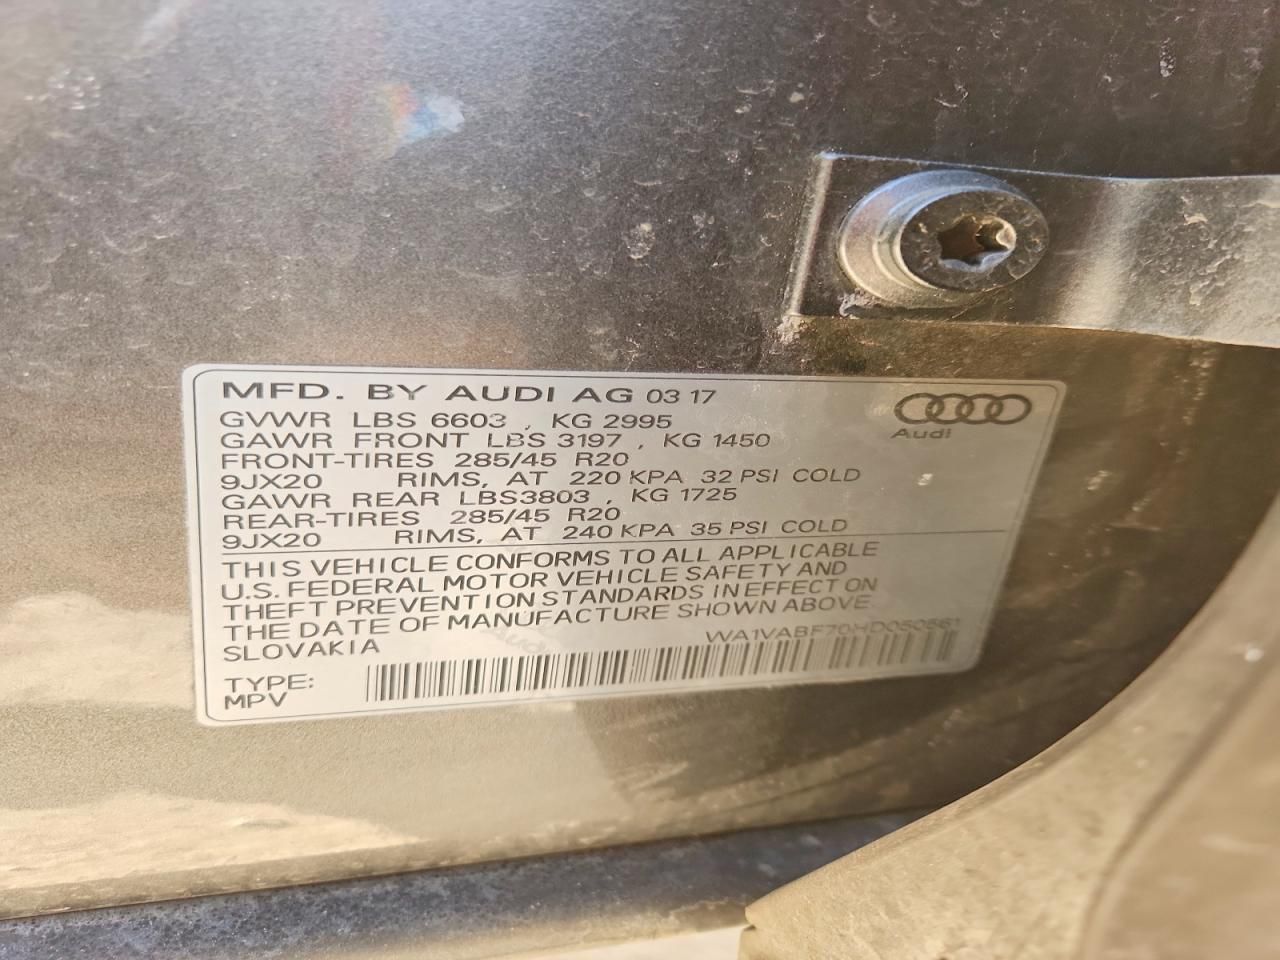 MFD. BY AUDI AG 03 17
GVWR LBS 6603 , KG 2995
GAWR FRONT LBS 3197 , KG 1450
FRONT-TIRES 285/45 R20
9JX20 RIMS, AT 220 KPA 32 PSI COLD
GAWR REAR LBS3803 , KG 1725
REAR-TIRES 285/45 R20
9JX20 RIMS, AT 240 KPA 35 PSI COLD
Audi
THIS VEHICLE CONFORMS TO ALL APPLICABLE
U.S. FEDERAL MOTOR VEHICLE SAFETY AND
THEFT PREVENTION STANDARDS IN EFFECT ON
THE DATE OF MANUFACTURE SHOWN ABOVE.
SLOVAKIA
WA1VABF70HD050561
TYPE:
MPV